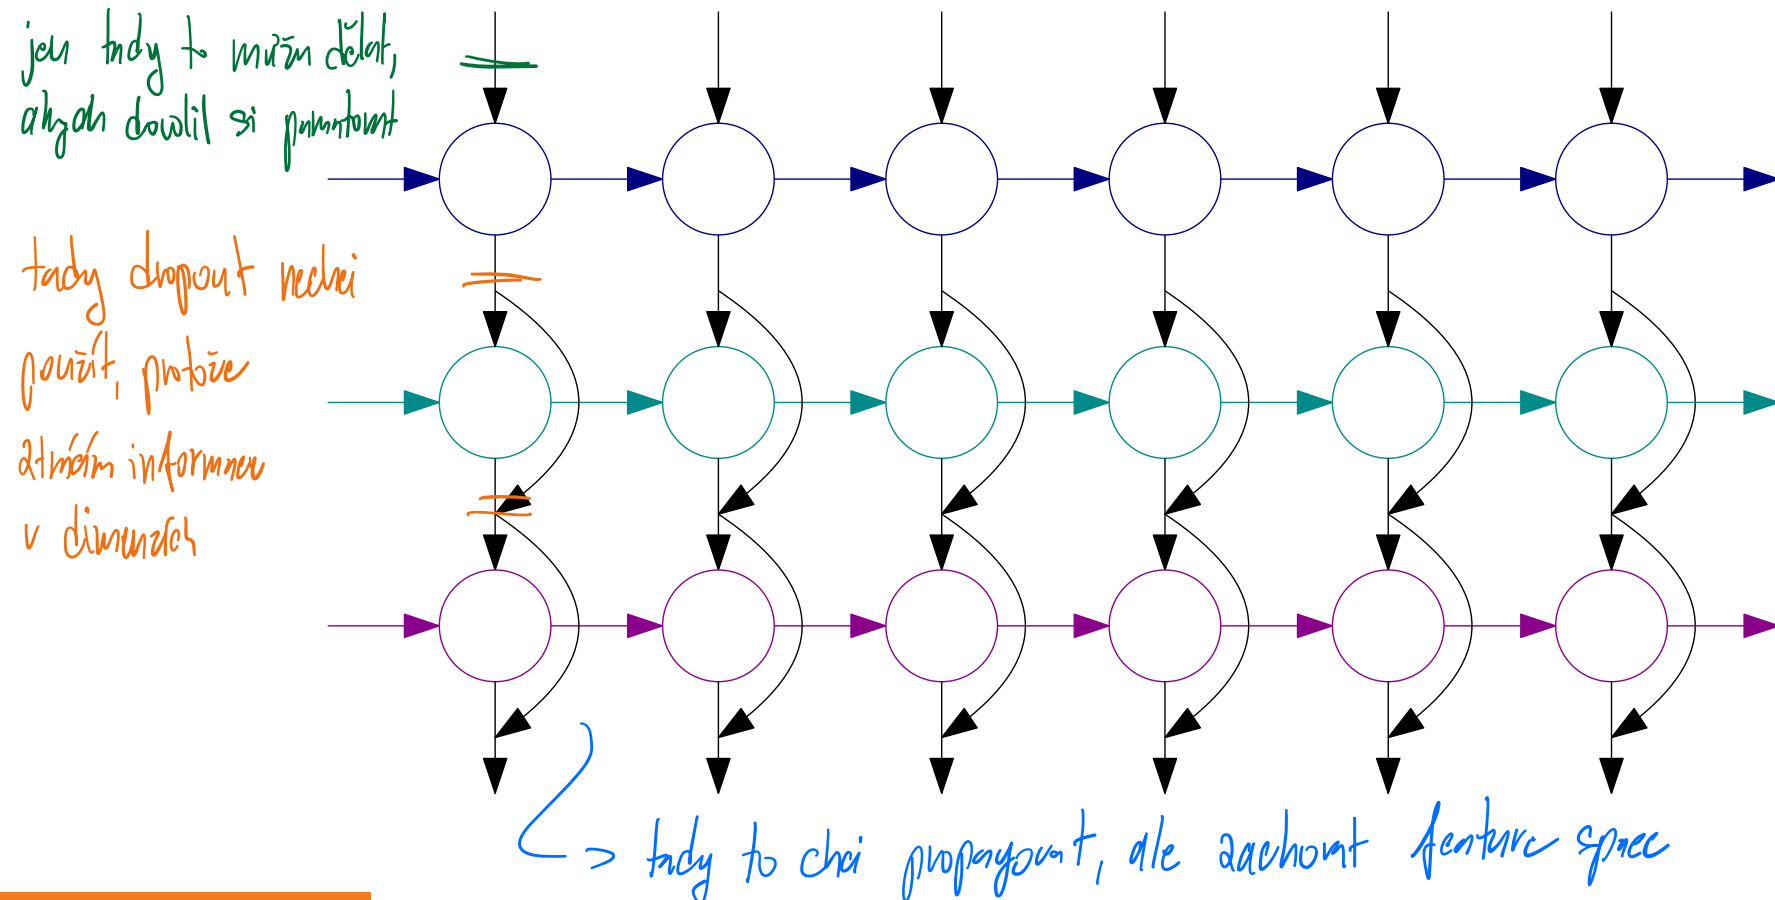 jen tady to můžu dělat,
abych dovolil si pamatovat
tady dropout nechci
použít, protože
ztrácím informace
v dimenzích
tady to chci propagovat, ale zachovat feature space